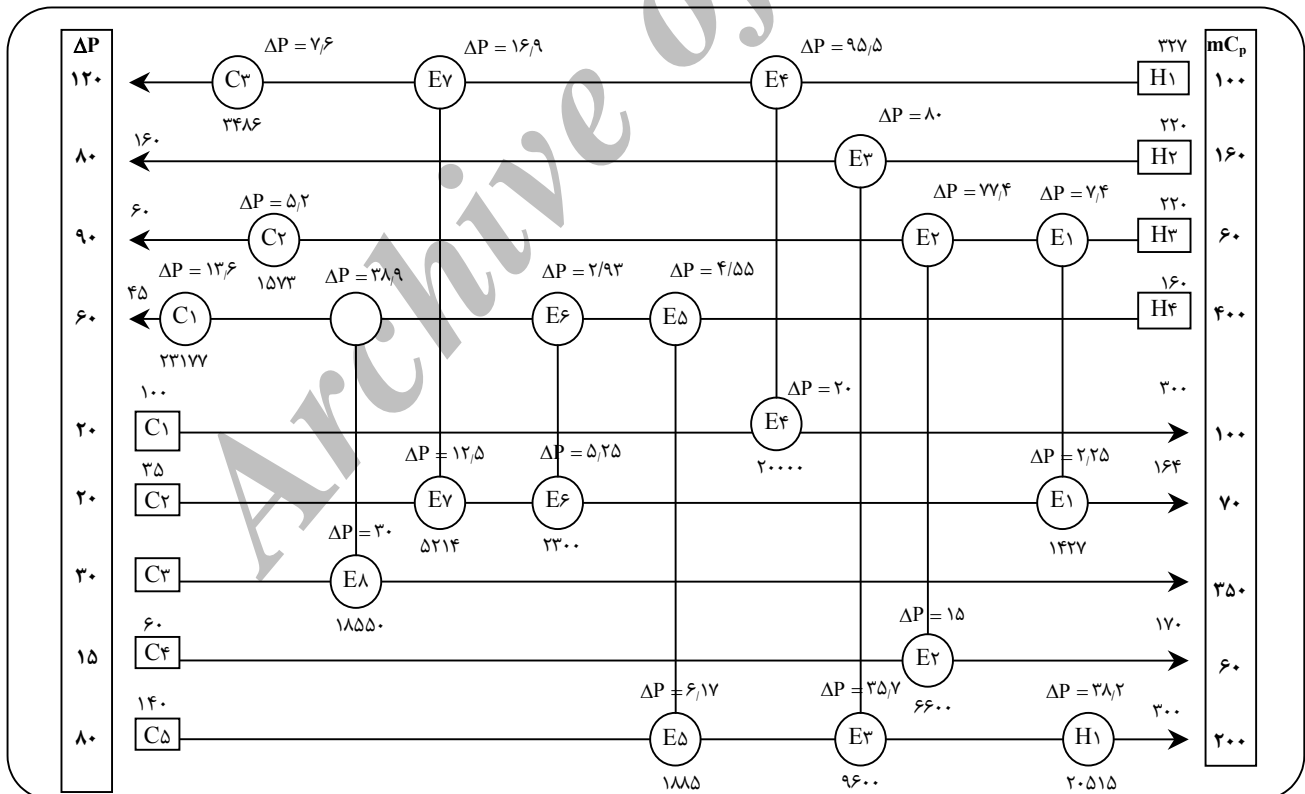 ΔP
mCp
ΔP = ۷٫۶
ΔP = ۱۶٫۹
ΔP = ۹۵٫۵
۳۲۷
۱۲۰
C۳
E۷
E۴
H۱
۱۰۰
۳۴۸۶
ΔP = ۸۰
۲۲۰
۸۰
۱۶۰
E۳
H۲
۱۶۰
ΔP = ۵٫۲
ΔP = ۷۷٫۴
ΔP = ۷٫۴
۲۲۰
۹۰
۶۰
C۲
E۲
E۱
H۳
۶۰
۱۵۷۳
ΔP = ۱۳٫۶
ΔP = ۳۸٫۹
ΔP = ۲/۹۳
ΔP = ۴/۵۵
۱۶۰
۶۰
۴۵
C۱
E۶
E۵
H۴
۴۰۰
۲۳۱۷۷
۱۰۰
ΔP = ۲۰
۳۰۰
۲۰
C۱
E۴
۱۰۰
۲۰۰۰۰
۳۵
ΔP = ۱۲٫۵
ΔP = ۵٫۲۵
ΔP = ۲٫۲۵
۱۶۴
۲۰
C۲
E۷
E۶
E۱
۷۰
۵۲۱۴
۲۳۰۰
۱۴۲۷
ΔP = ۳۰
۳۰
C۳
E۸
۳۵۰
۱۸۵۵۰
۶۰
ΔP = ۱۵
۱۷۰
۱۵
C۴
E۲
۶۰
۶۶۰۰
۱۴۰
ΔP = ۶٫۱۷
ΔP = ۳۵٫۷
ΔP = ۳۸٫۲
۳۰۰
۸۰
C۵
E۵
E۳
H۱
۲۰۰
۱۸۸۵
۹۶۰۰
۲۰۵۱۵
Archive of